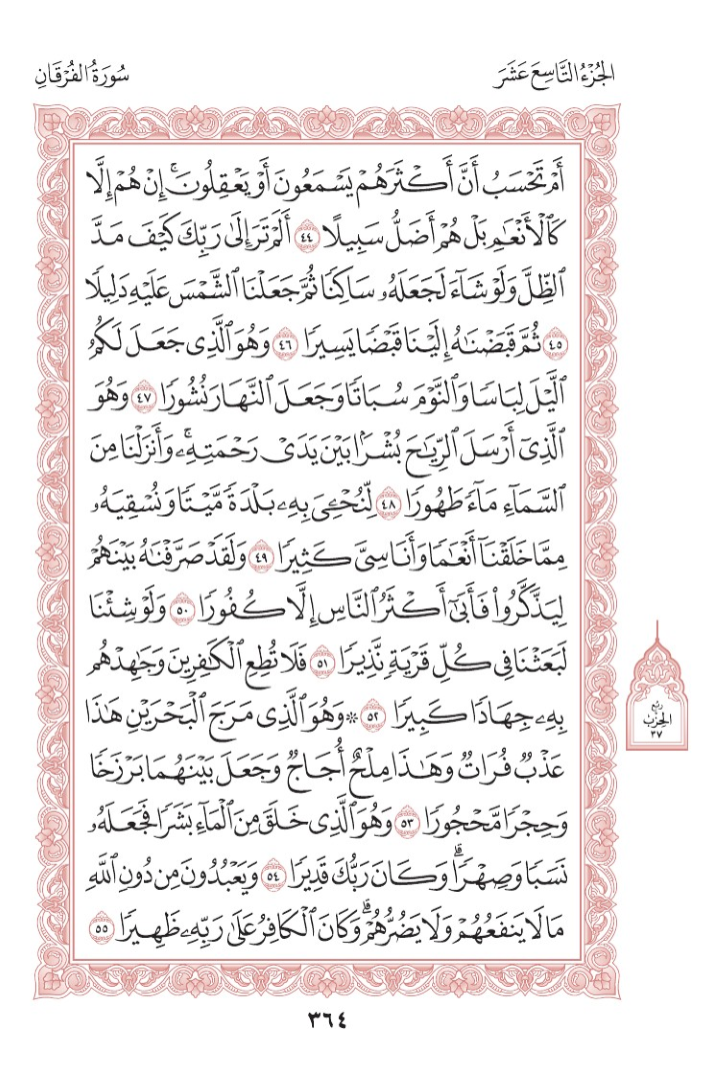 الجُزْءُ التَّاسِعَ عَشَرَ
سُورَةُ الفُرْقَانِ
أَمْ تَحْسَبُ أَنَّ أَكْثَرَهُمْ يَسْمَعُونَ أَوْ يَعْقِلُونَ ۚ إِنْ هُمْ إِلَّا
كَٱلْأَنْعَٰمِ بَلْ هُمْ أَضَلُّ سَبِيلًا ٤٤ أَلَمْ تَرَ إِلَىٰ رَبِّكَ كَيْفَ مَدَّ
ٱلظِّلَّ وَلَوْ شَآءَ لَجَعَلَهُۥ سَاكِنًا ثُمَّ جَعَلْنَا ٱلشَّمْسَ عَلَيْهِ دَلِيلًا
٤٥ ثُمَّ قَبَضْنَٰهُ إِلَيْنَا قَبْضًا يَسِيرًا ٤٦ وَهُوَ ٱلَّذِى جَعَلَ لَكُمُ
ٱلَّيْلَ لِبَاسًا وَٱلنَّوْمَ سُبَاتًا وَجَعَلَ ٱلنَّهَارَ نُشُورًا ٤٧ وَهُوَ
ٱلَّذِىٓ أَرْسَلَ ٱلرِّيَٰحَ بُشْرًۢا بَيْنَ يَدَىْ رَحْمَتِهِۦ ۚ وَأَنزَلْنَا مِنَ
ٱلسَّمَآءِ مَآءً طَهُورًا ٤٨ لِّنُحْۦِىَ بِهِۦ بَلْدَةً مَّيْتًا وَنُسْقِيَهُۥ
مِمَّا خَلَقْنَآ أَنْعَٰمًا وَأَنَاسِىَّ كَثِيرًا ٤٩ وَلَقَدْ صَرَّفْنَٰهُ بَيْنَهُمْ
لِيَذَّكَّرُوا۟ فَأَبَىٰٓ أَكْثَرُ ٱلنَّاسِ إِلَّا كُفُورًا ٥٠ وَلَوْ شِئْنَا
لَبَعَثْنَا فِى كُلِّ قَرْيَةٍ نَّذِيرًا ٥١ فَلَا تُطِعِ ٱلْكَٰفِرِينَ وَجَٰهِدْهُم
بِهِۦ جِهَادًا كَبِيرًا ٥٢ ۞ وَهُوَ ٱلَّذِى مَرَجَ ٱلْبَحْرَيْنِ هَٰذَا
عَذْبٌ فُرَاتٌ وَهَٰذَا مِلْحٌ أُجَاجٌ وَجَعَلَ بَيْنَهُمَا بَرْزَخًا
وَحِجْرًا مَّحْجُورًا ٥٣ وَهُوَ ٱلَّذِى خَلَقَ مِنَ ٱلْمَآءِ بَشَرًا فَجَعَلَهُۥ
نَسَبًا وَصِهْرًا ۗ وَكَانَ رَبُّكَ قَدِيرًا ٥٤ وَيَعْبُدُونَ مِن دُونِ ٱللَّهِ
مَا لَا يَنفَعُهُمْ وَلَا يَضُرُّهُمْ ۗ وَكَانَ ٱلْكَافِرُ عَلَىٰ رَبِّهِۦ ظَهِيرًا ٥٥
ربع
الحزب
٣٧
٣٦٤